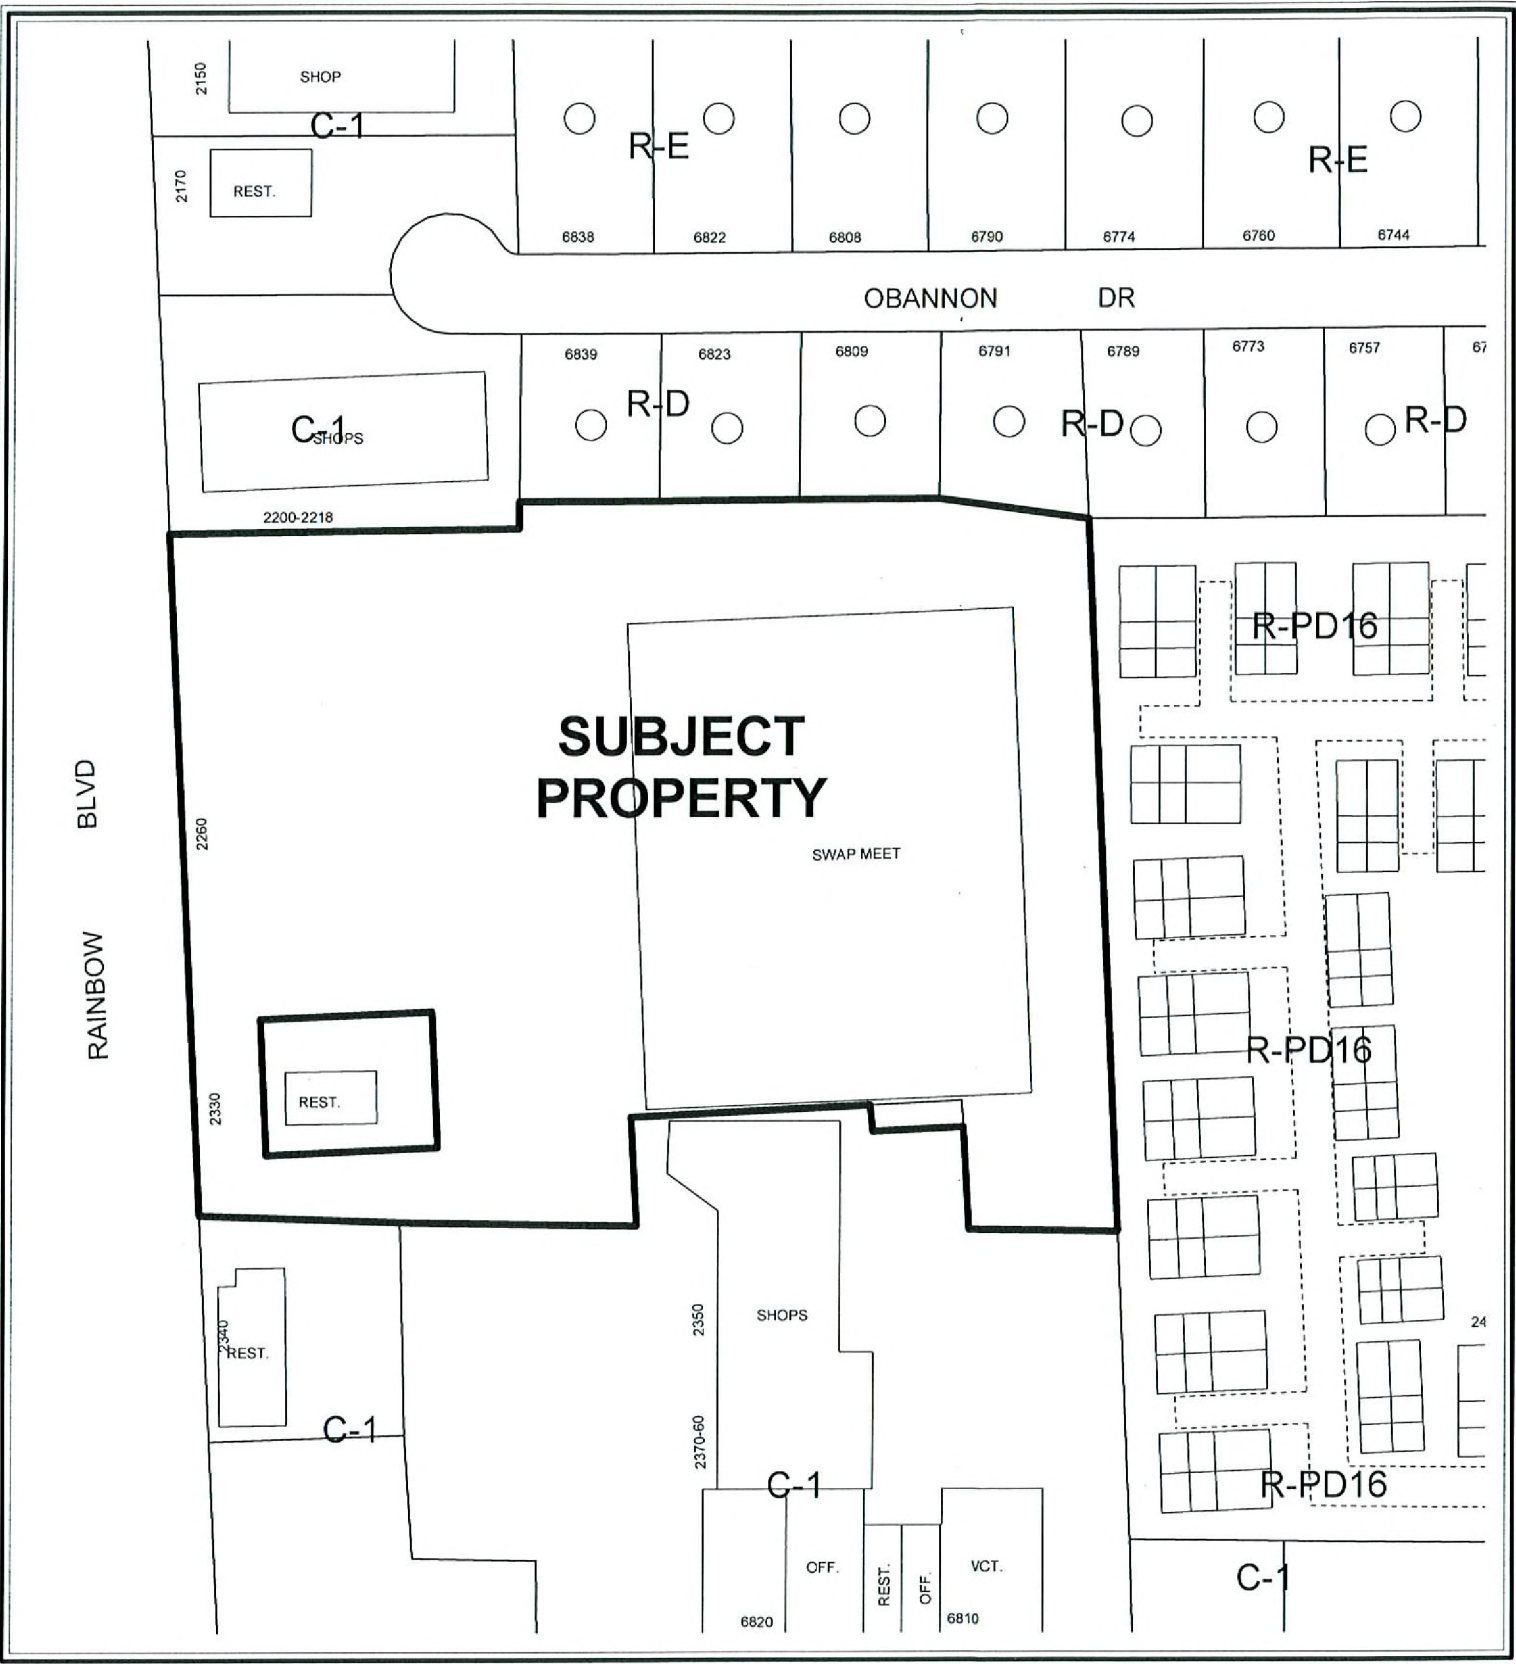 2150
SHOP
C-1
2170
REST.
R-E
R-E
6838
6822
6808
6790
6774
6760
6744
OBANNON DR
6839
6823
6809
6791
6789
6773
6757
67
C-1
SHOPS
R-D
R-D
R-D
2200-2218
R-PD16
SUBJECT
PROPERTY
SWAP MEET
RAINBOW BLVD
2260
2330
REST.
R-PD16
2340
REST.
C-1
2350
SHOPS
2370-60
C-1
24
R-PD16
OFF.
REST.
OFF.
VCT.
6820
6810
C-1